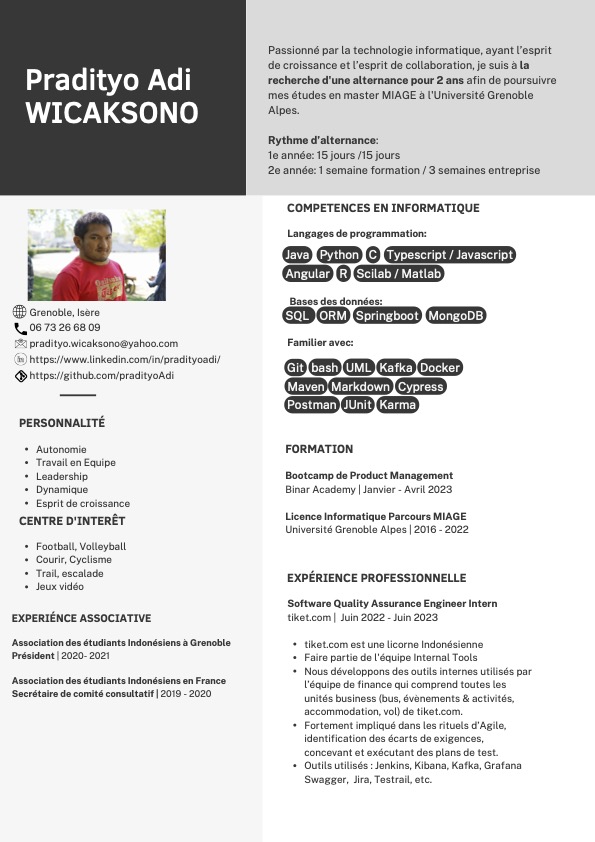 Pradityo Adi
WICAKSONO
Passionné par la technologie informatique, ayant l'esprit
de croissance et l'esprit de collaboration, je suis à la
recherche d'une alternance pour 2 ans afin de poursuivre
mes études en master MIAGE à l'Université Grenoble
Alpes.
Rythme d'alternance:
1e année: 15 jours /15 jours
2e année: 1 semaine formation / 3 semaines entreprise
Grenoble, Isère
06 73 26 68 09
pradityo.wicaksono@yahoo.com
https://www.linkedin.com/in/pradityoadi/
https://github.com/pradityoAdi
PERSONNALITÉ
• Autonomie
• Travail en Equipe
• Leadership
• Dynamique
• Esprit de croissance
CENTRE D'INTERÊT
• Football, Volleyball
• Courir, Cyclisme
• Trail, escalade
• Jeux vidéo
EXPERIÉNCE ASSOCIATIVE
Association des étudiants Indonésiens à Grenoble
Président | 2020- 2021
Association des étudiants Indonésiens en France
Secrétaire de comité consultatif | 2019 - 2020
COMPETENCES EN INFORMATIQUE
Langages de programmation:
Java Python C Typescript / Javascript
Angular R Scilab / Matlab
Bases des données:
SQL ORM Springboot MongoDB
Familier avec:
Git bash UML Kafka Docker
Maven Markdown Cypress
Postman JUnit Karma
FORMATION
Bootcamp de Product Management
Binar Academy | Janvier - Avril 2023
Licence Informatique Parcours MIAGE
Université Grenoble Alpes | 2016 - 2022
EXPÉRIENCE PROFESSIONNELLE
Software Quality Assurance Engineer Intern
tiket.com | Juin 2022 - Juin 2023
• tiket.com est une licorne Indonésienne
• Faire partie de l'équipe Internal Tools
• Nous développons des outils internes utilisés par
l'équipe de finance qui comprend toutes les
unités business (bus, évènements & activités,
accommodation, vol) de tiket.com.
• Fortement impliqué dans les rituels d'Agile,
identification des écarts de exigences,
concevant et exécutant des plans de test.
• Outils utilisés : Jenkins, Kibana, Kafka, Grafana
Swagger, Jira, Testrail, etc.